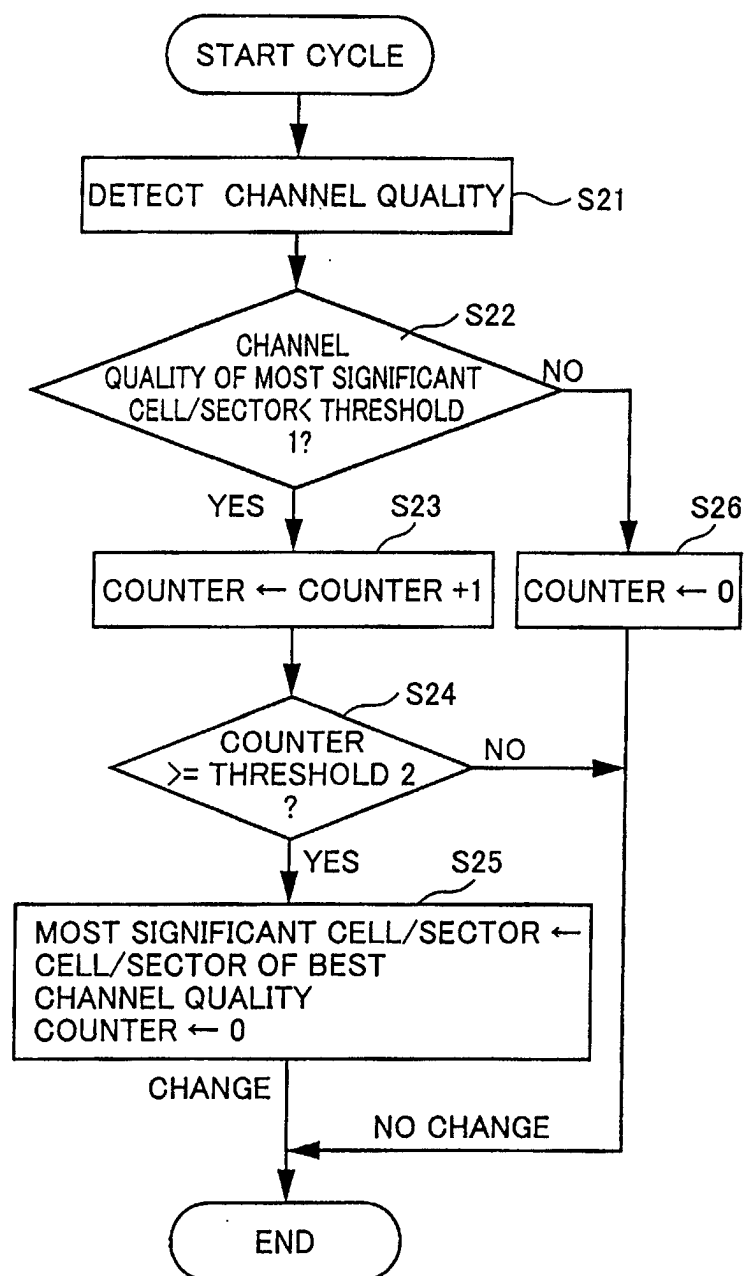 START CYCLE
DETECT CHANNEL QUALITY
S21
S22
CHANNEL
QUALITY OF MOST SIGNIFICANT
CELL/SECTOR< THRESHOLD
1?
NO
YES
S23
S26
COUNTER ← COUNTER +1
COUNTER ← 0
S24
COUNTER
>= THRESHOLD 2
?
NO
YES
S25
MOST SIGNIFICANT CELL/SECTOR ←
CELL/SECTOR OF BEST
CHANNEL QUALITY
COUNTER ← 0
CHANGE
NO CHANGE
END